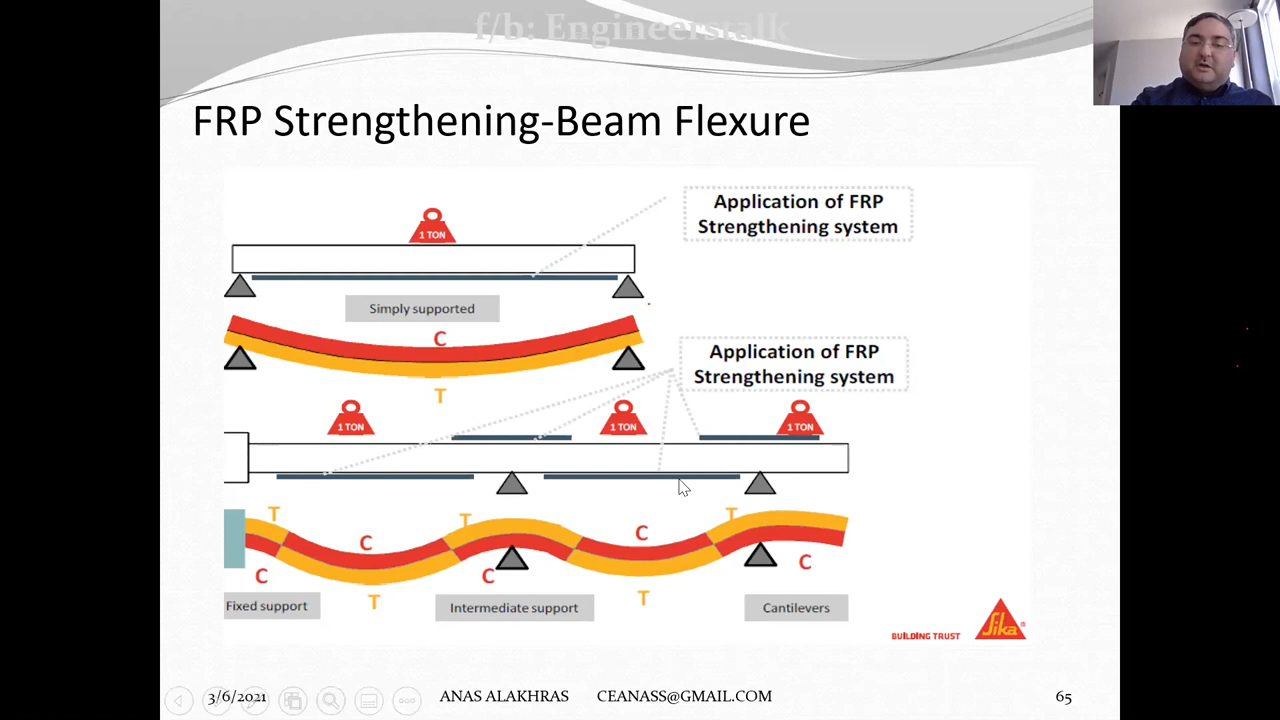 f/b: Engineerstalk
FRP Strengthening-Beam Flexure
Application of FRP
Strengthening system
1 TON
Simply supported
C
T
Application of FRP
Strengthening system
1 TON
1 TON
1 TON
T
T
T
C
C
C
C
C
T
T
Fixed support
Intermediate support
Cantilevers
BUILDING TRUST
Sika®
3/6/2021
ANAS ALAKHRAS
CEANASS@GMAIL.COM
65